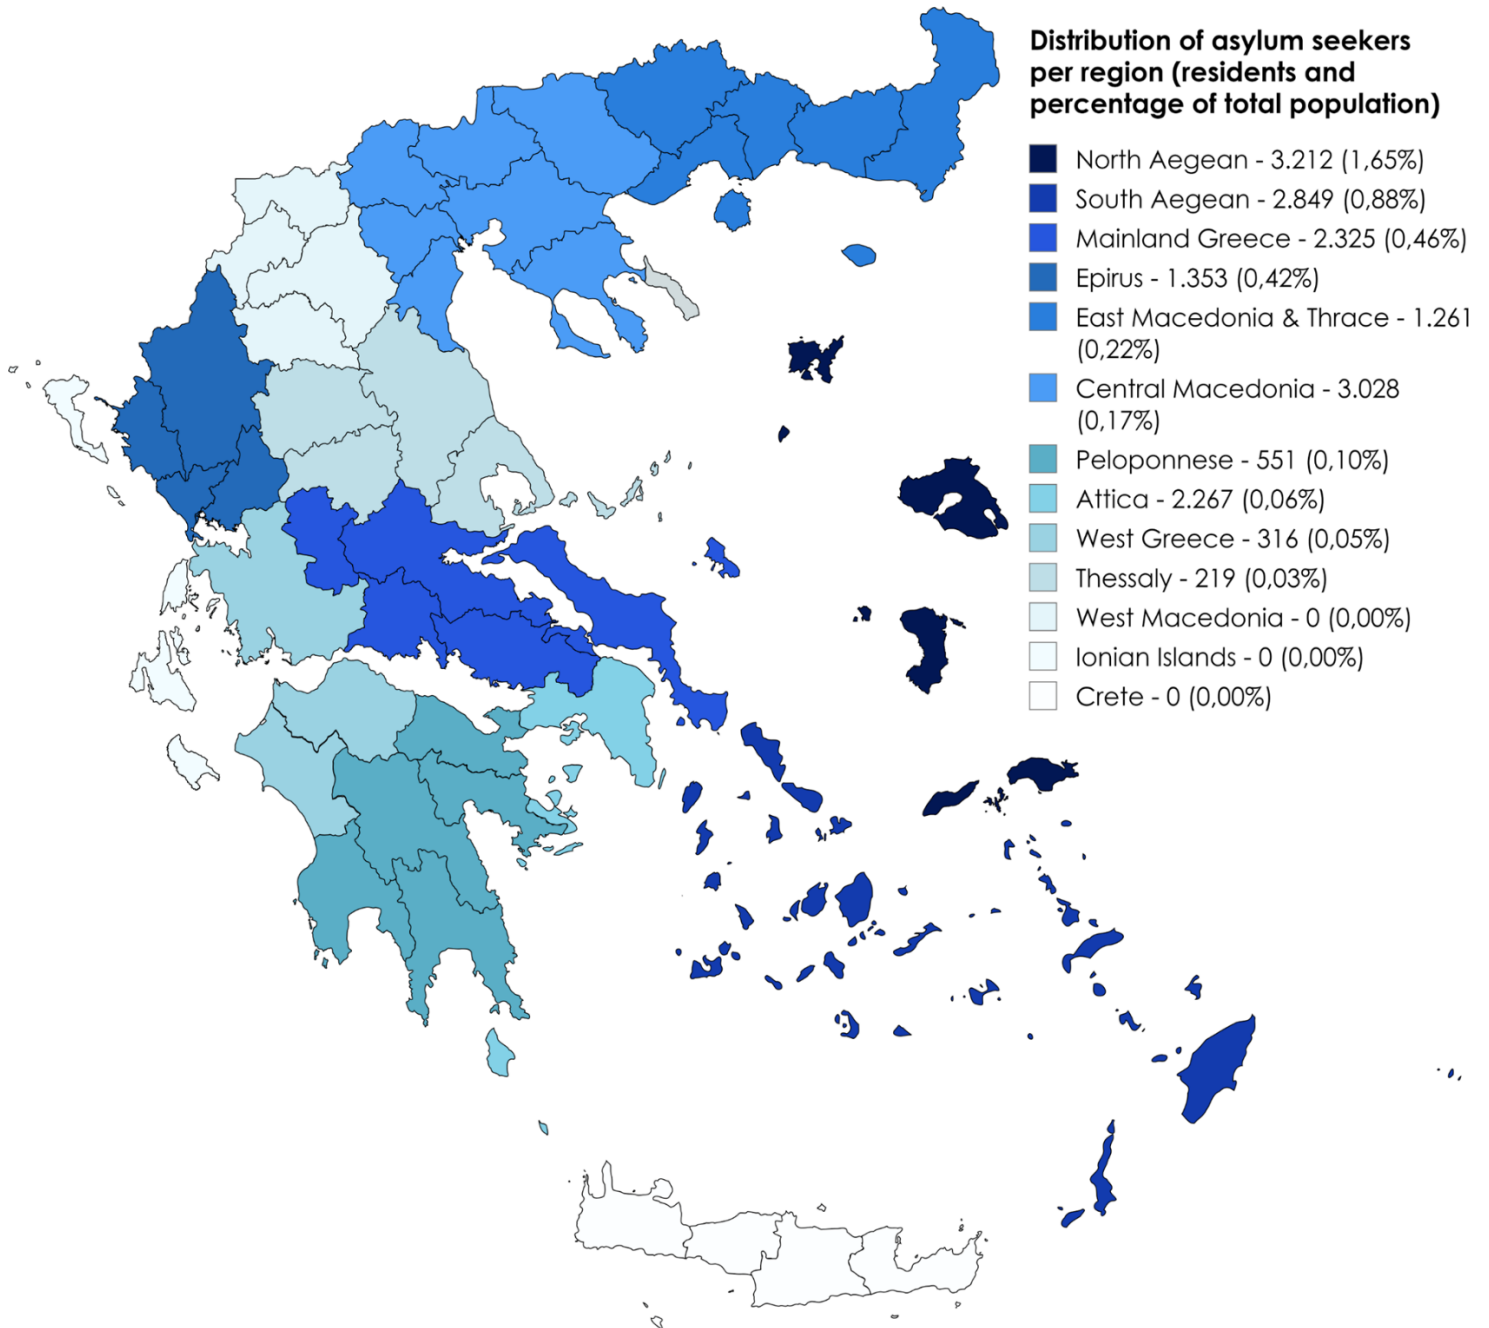 Distribution of asylum seekers
per region (residents and
percentage of total population)
North Aegean - 3.212 (1,65%)
South Aegean - 2.849 (0,88%)
Mainland Greece - 2.325 (0,46%)
Epirus - 1.353 (0,42%)
East Macedonia & Thrace - 1.261
(0,22%)
Central Macedonia - 3.028
(0,17%)
Peloponnese - 551 (0,10%)
Attica - 2.267 (0,06%)
West Greece - 316 (0,05%)
Thessaly - 219 (0,03%)
West Macedonia - 0 (0,00%)
Ionian Islands - 0 (0,00%)
Crete - 0 (0,00%)